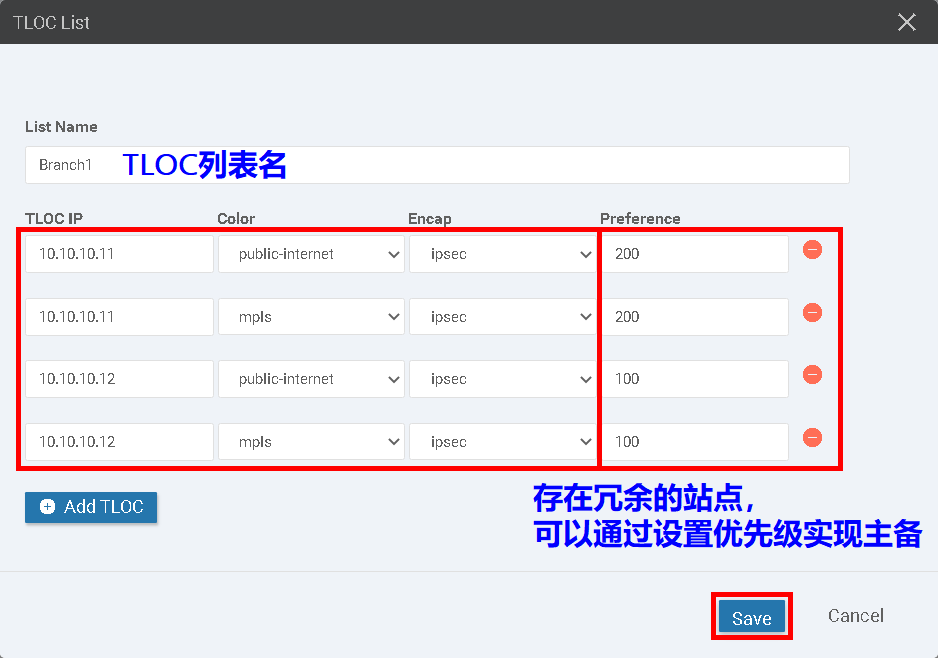 TLOC List
List Name
Branch1 TLOC列表名
TLOC IP Color Encap Preference
10.10.10.11 public-internet ipsec 200
10.10.10.11 mpls ipsec 200
10.10.10.12 public-internet ipsec 100
10.10.10.12 mpls ipsec 100
Add TLOC
存在冗余的站点，
可以通过设置优先级实现主备
Save Cancel